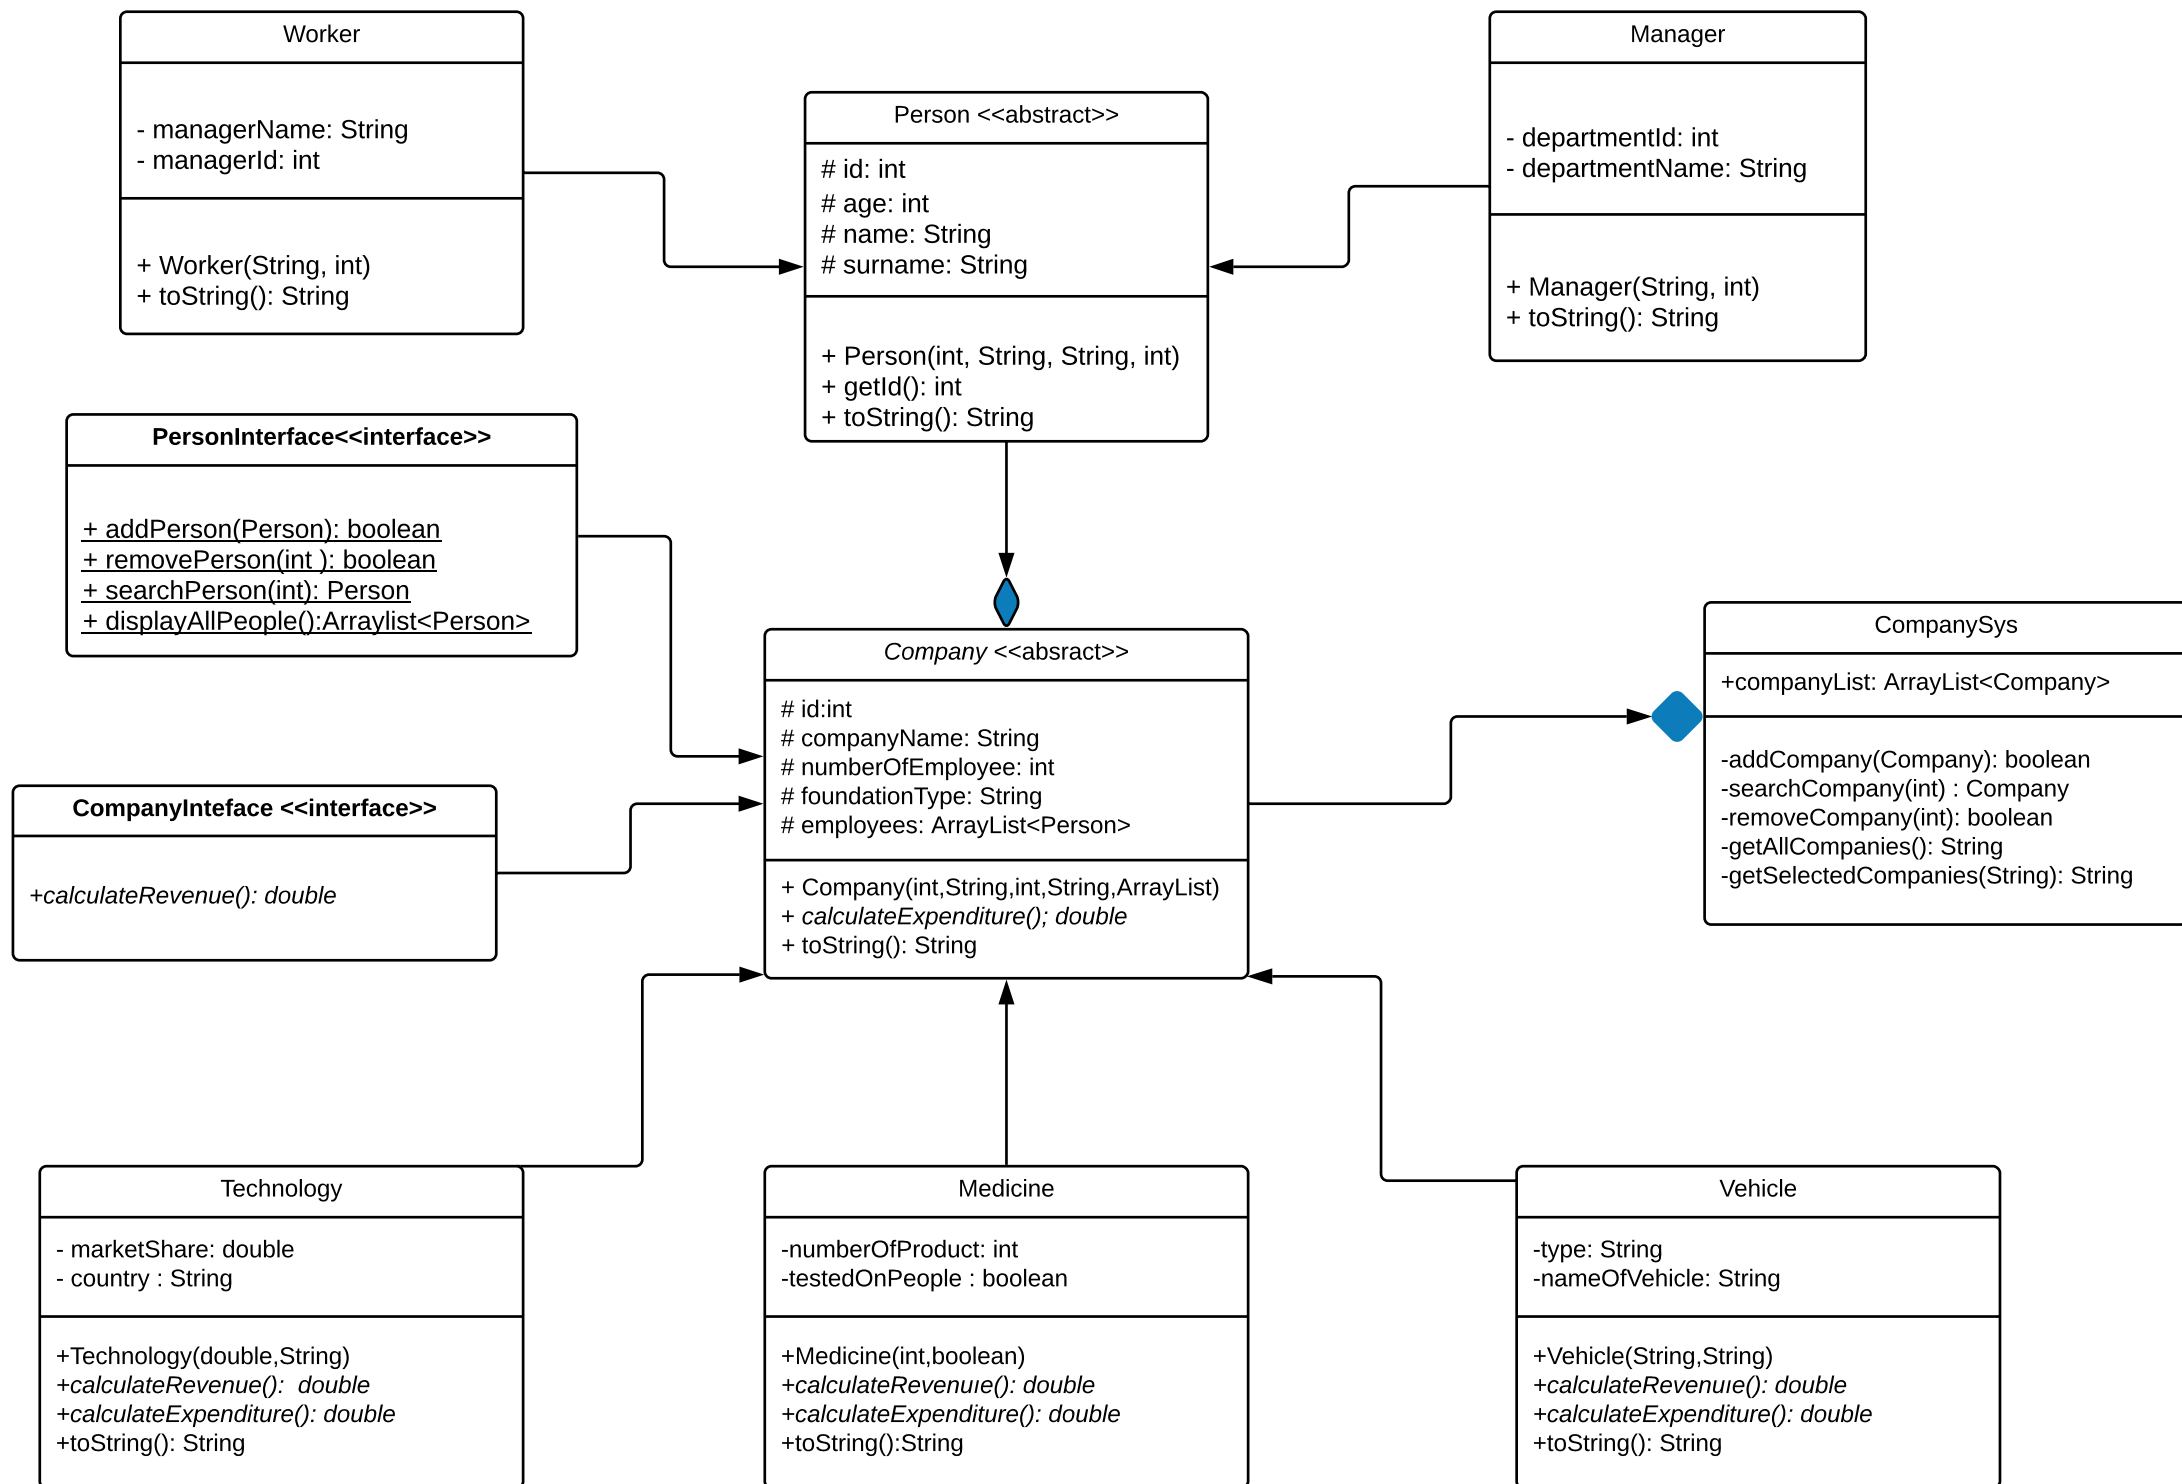 Worker
- managerName: String
- managerId: int
+ Worker(String, int)
+ toString(): String
Person <<abstract>>
# id: int
# age: int
# name: String
# surname: String
+ Person(int, String, String, int)
+ getId(): int
+ toString(): String
Manager
- departmentId: int
- departmentName: String
+ Manager(String, int)
+ toString(): String
PersonInterface<<interface>>
+ addPerson(Person): boolean
+ removePerson(int ): boolean
+ searchPerson(int): Person
+ displayAllPeople():Arraylist<Person>
CompanyInteface <<interface>>
+calculateRevenue(): double
Company <<absract>>
# id:int
# companyName: String
# numberOfEmployee: int
# foundationType: String
# employees: ArrayList<Person>
+ Company(int,String,int,String,ArrayList)
+ calculateExpenditure(); double
+ toString(): String
CompanySys
+companyList: ArrayList<Company>
-addCompany(Company): boolean
-searchCompany(int) : Company
-removeCompany(int): boolean
-getAllCompanies(): String
-getSelectedCompanies(String): String
Technology
- marketShare: double
- country : String
+Technology(double,String)
+calculateRevenue():  double
+calculateExpenditure(): double
+toString(): String
Medicine
-numberOfProduct: int
-testedOnPeople : boolean
+Medicine(int,boolean)
+calculateRevenuıe(): double
+calculateExpenditure(): double
+toString():String
Vehicle
-type: String
-nameOfVehicle: String
+Vehicle(String,String)
+calculateRevenuıe(): double
+calculateExpenditure(): double
+toString(): String